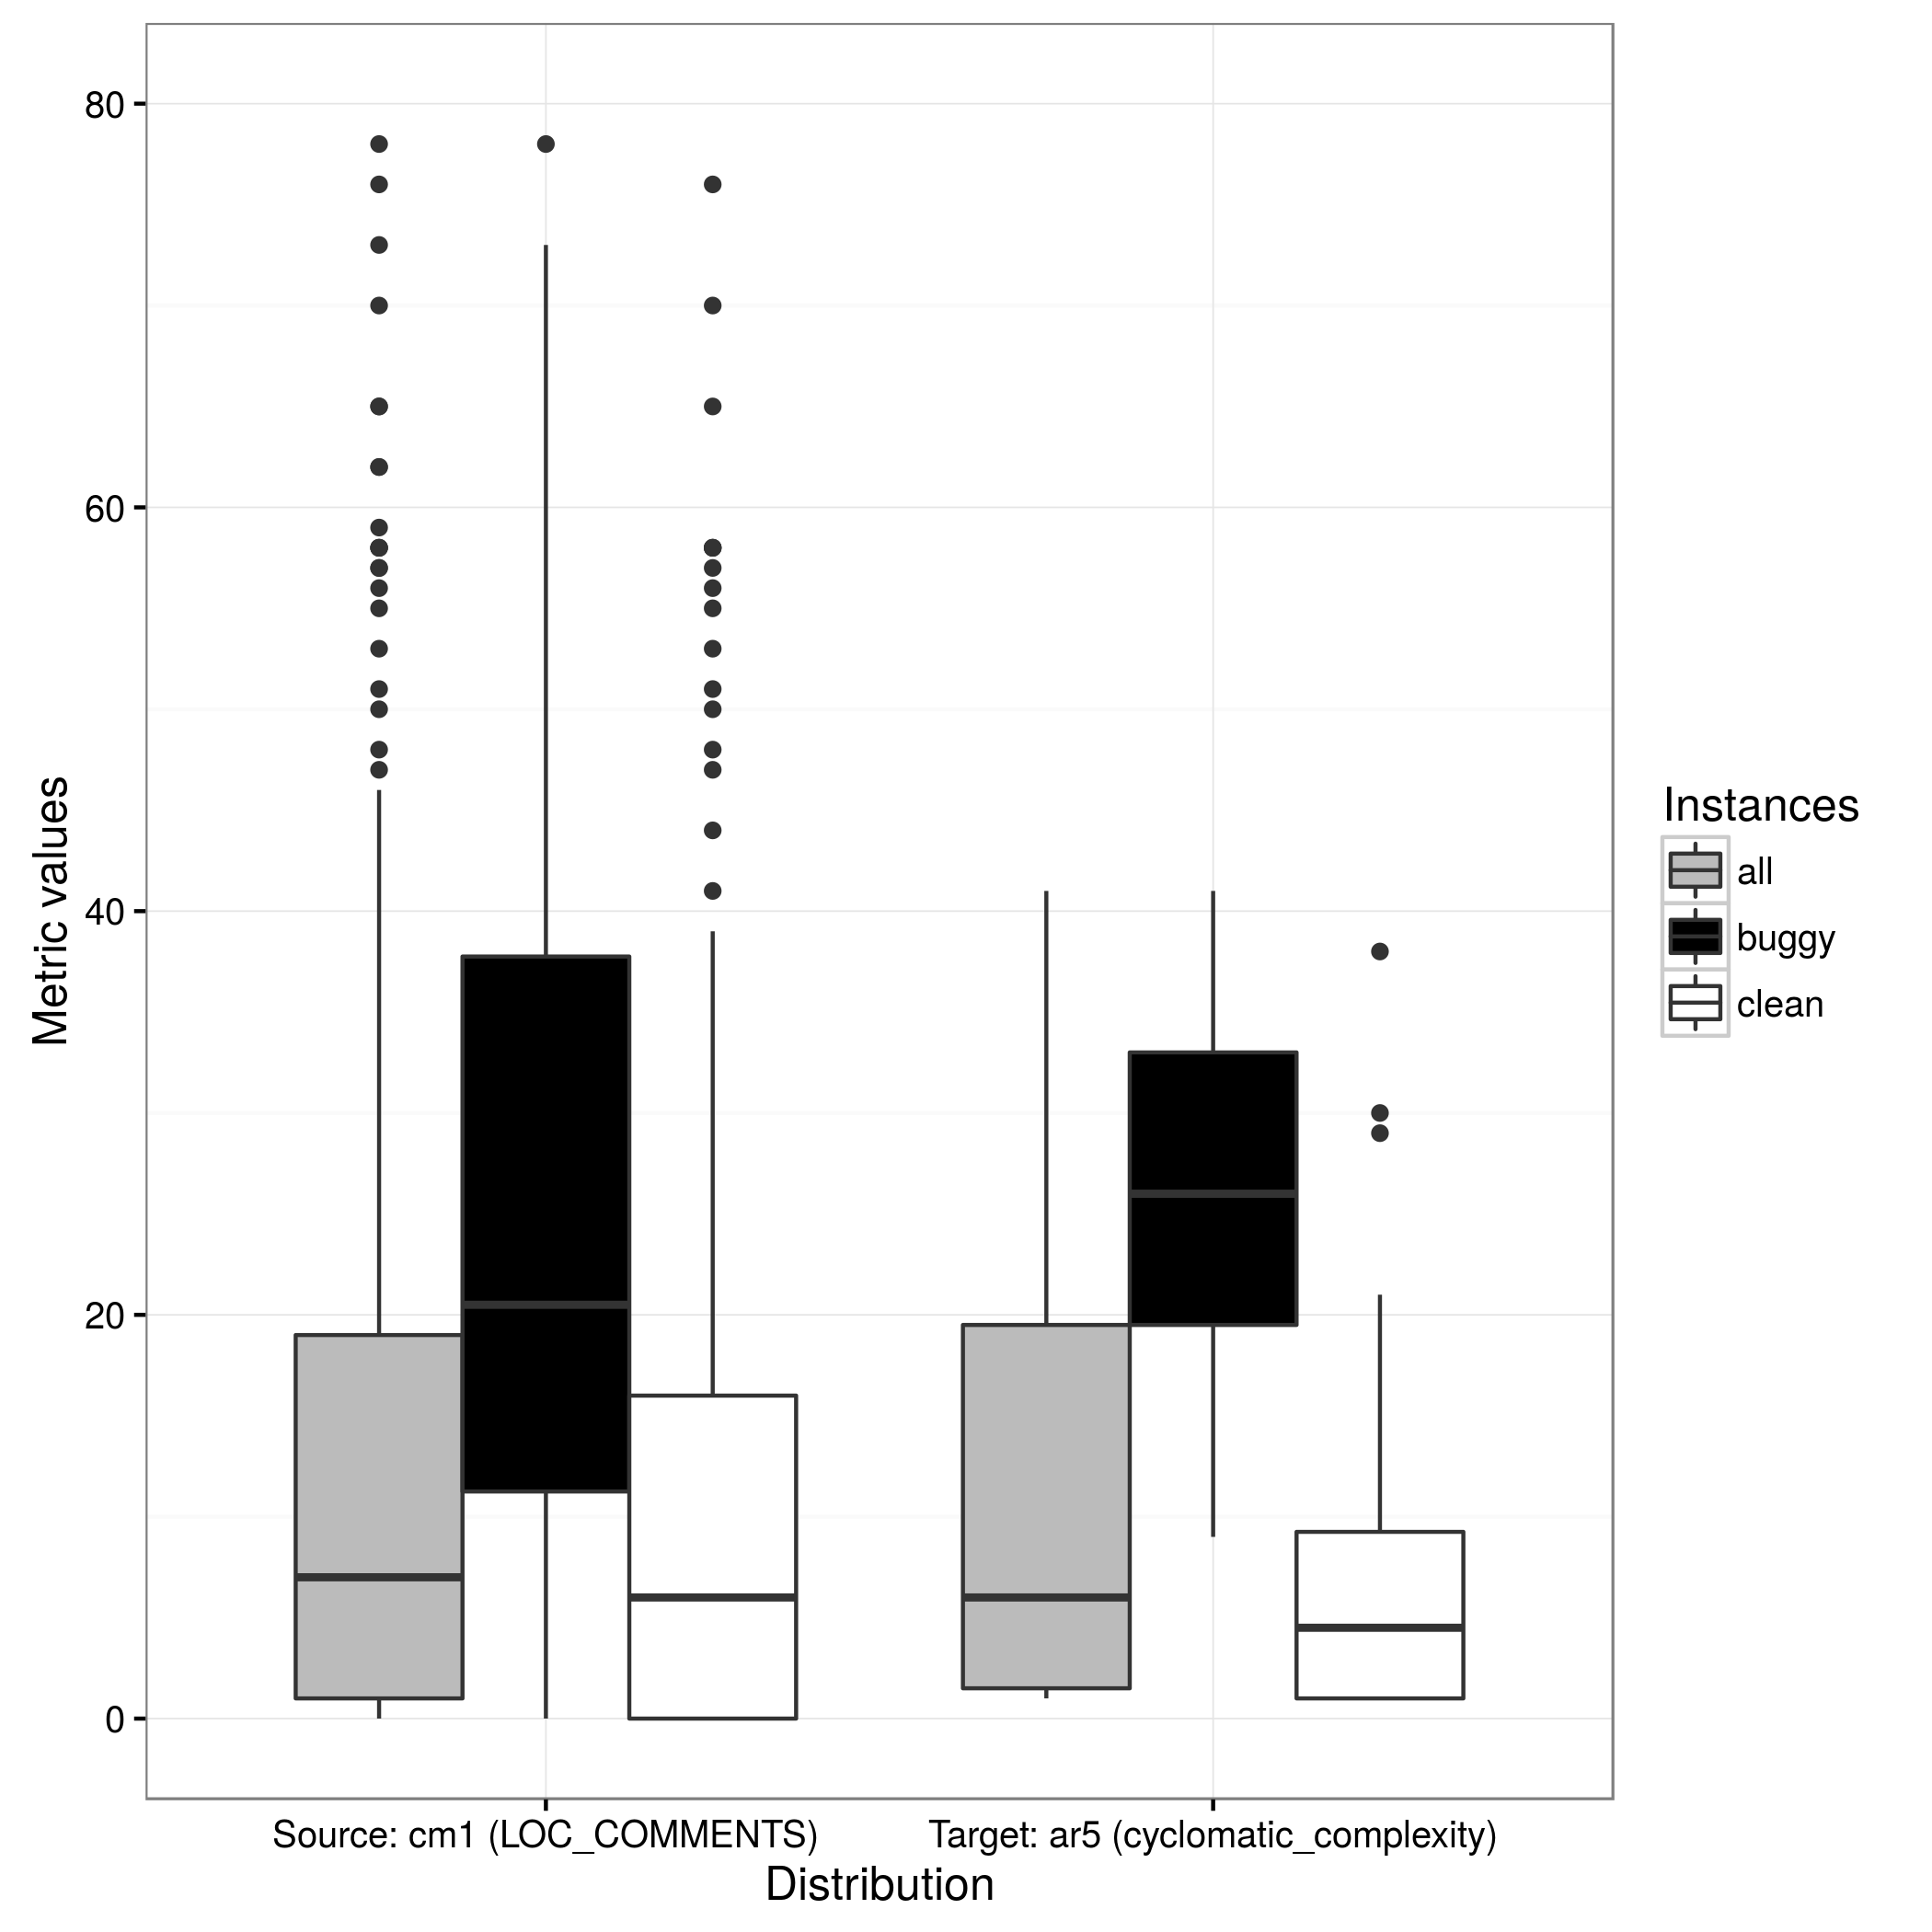 Metric values
80
60
40
20
0
Source: cm1 (LOC_COMMENTS)
Target: ar5 (cyclomatic_complexity)
Distribution
Instances
all
buggy
clean